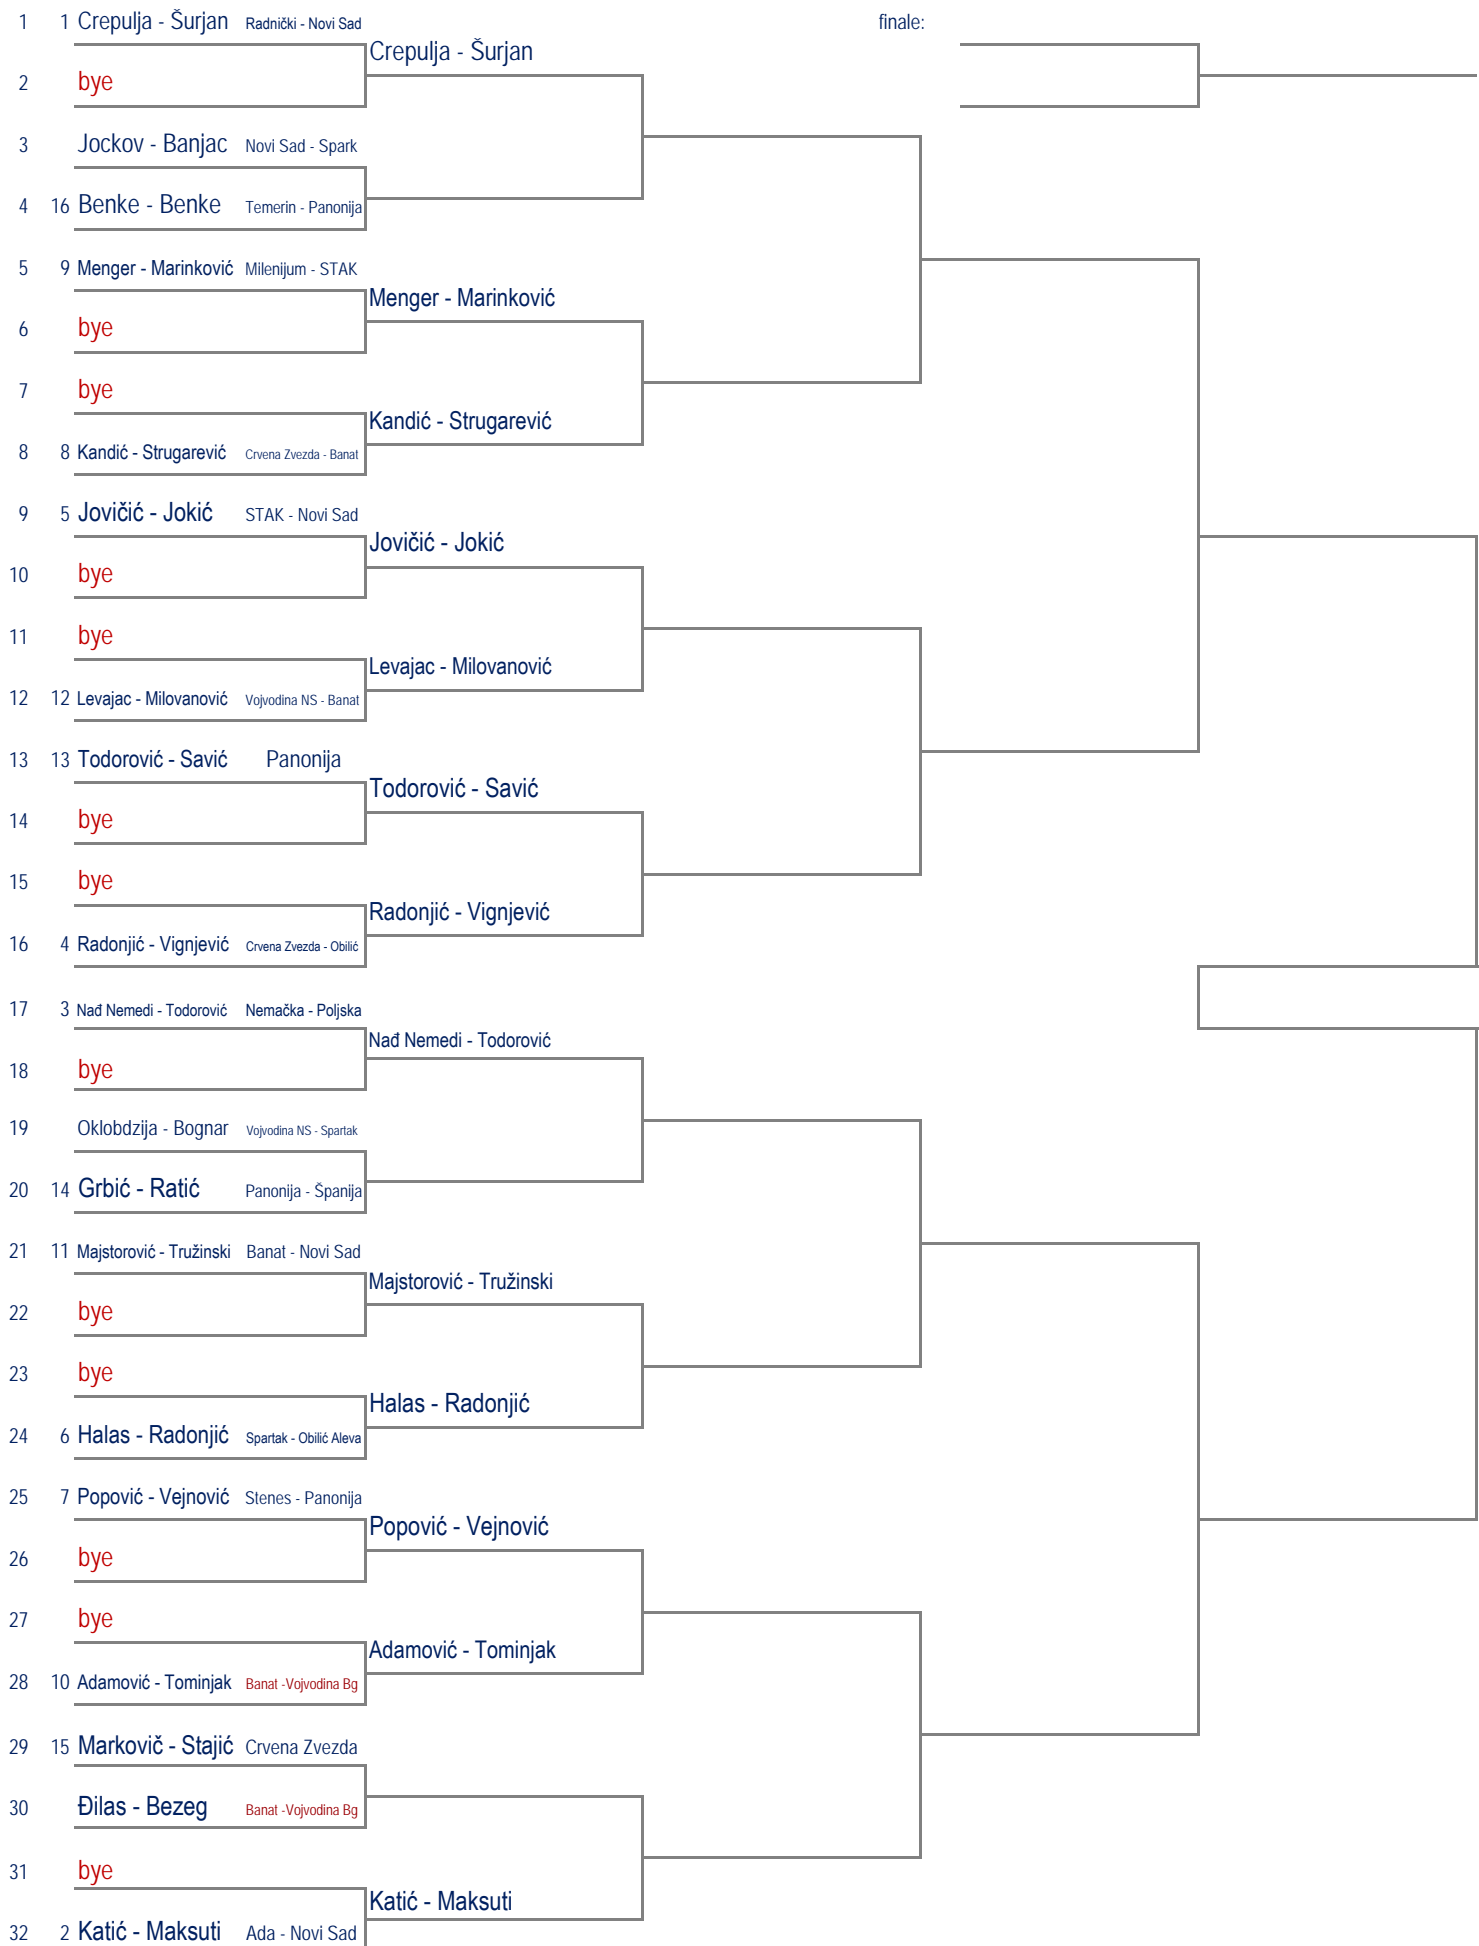 1 1 Crepulja - Šurjan Radnički - Novi Sad finale:
Crepulja - Šurjan
2 bye
3 Jockov - Banjac Novi Sad - Spark
4 16 Benke - Benke Temerin - Panonija
5 9 Menger - Marinković Milenijum - STAK
Menger - Marinković
6 bye
7 bye
Kandić - Strugarević
8 8 Kandić - Strugarević Crvena Zvezda - Banat
9 5 Jovičić - Jokić STAK - Novi Sad
Jovičić - Jokić
10 bye
11 bye
Levajac - Milovanović
12 12 Levajac - Milovanović Vojvodina NS - Banat
13 13 Todorović - Savić Panonija
Todorović - Savić
14 bye
15 bye
Radonjić - Vignjević
16 4 Radonjić - Vignjević Crvena Zvezda - Obilić
17 3 Nađ Nemedi - Todorović Nemačka - Poljska
Nađ Nemedi - Todorović
18 bye
19 Oklobdzija - Bognar Vojvodina NS - Spartak
20 14 Grbić - Ratić Panonija - Španija
21 11 Majstorović - Tružinski Banat - Novi Sad
Majstorović - Tružinski
22 bye
23 bye
Halas - Radonjić
24 6 Halas - Radonjić Spartak - Obilić Aleva
25 7 Popović - Vejnović Stenes - Panonija
Popović - Vejnović
26 bye
27 bye
Adamović - Tominjak
28 10 Adamović - Tominjak Banat -Vojvodina Bg
29 15 Markovič - Stajić Crvena Zvezda
30 Đilas - Bezeg Banat -Vojvodina Bg
31 bye
Katić - Maksuti
32 2 Katić - Maksuti Ada - Novi Sad